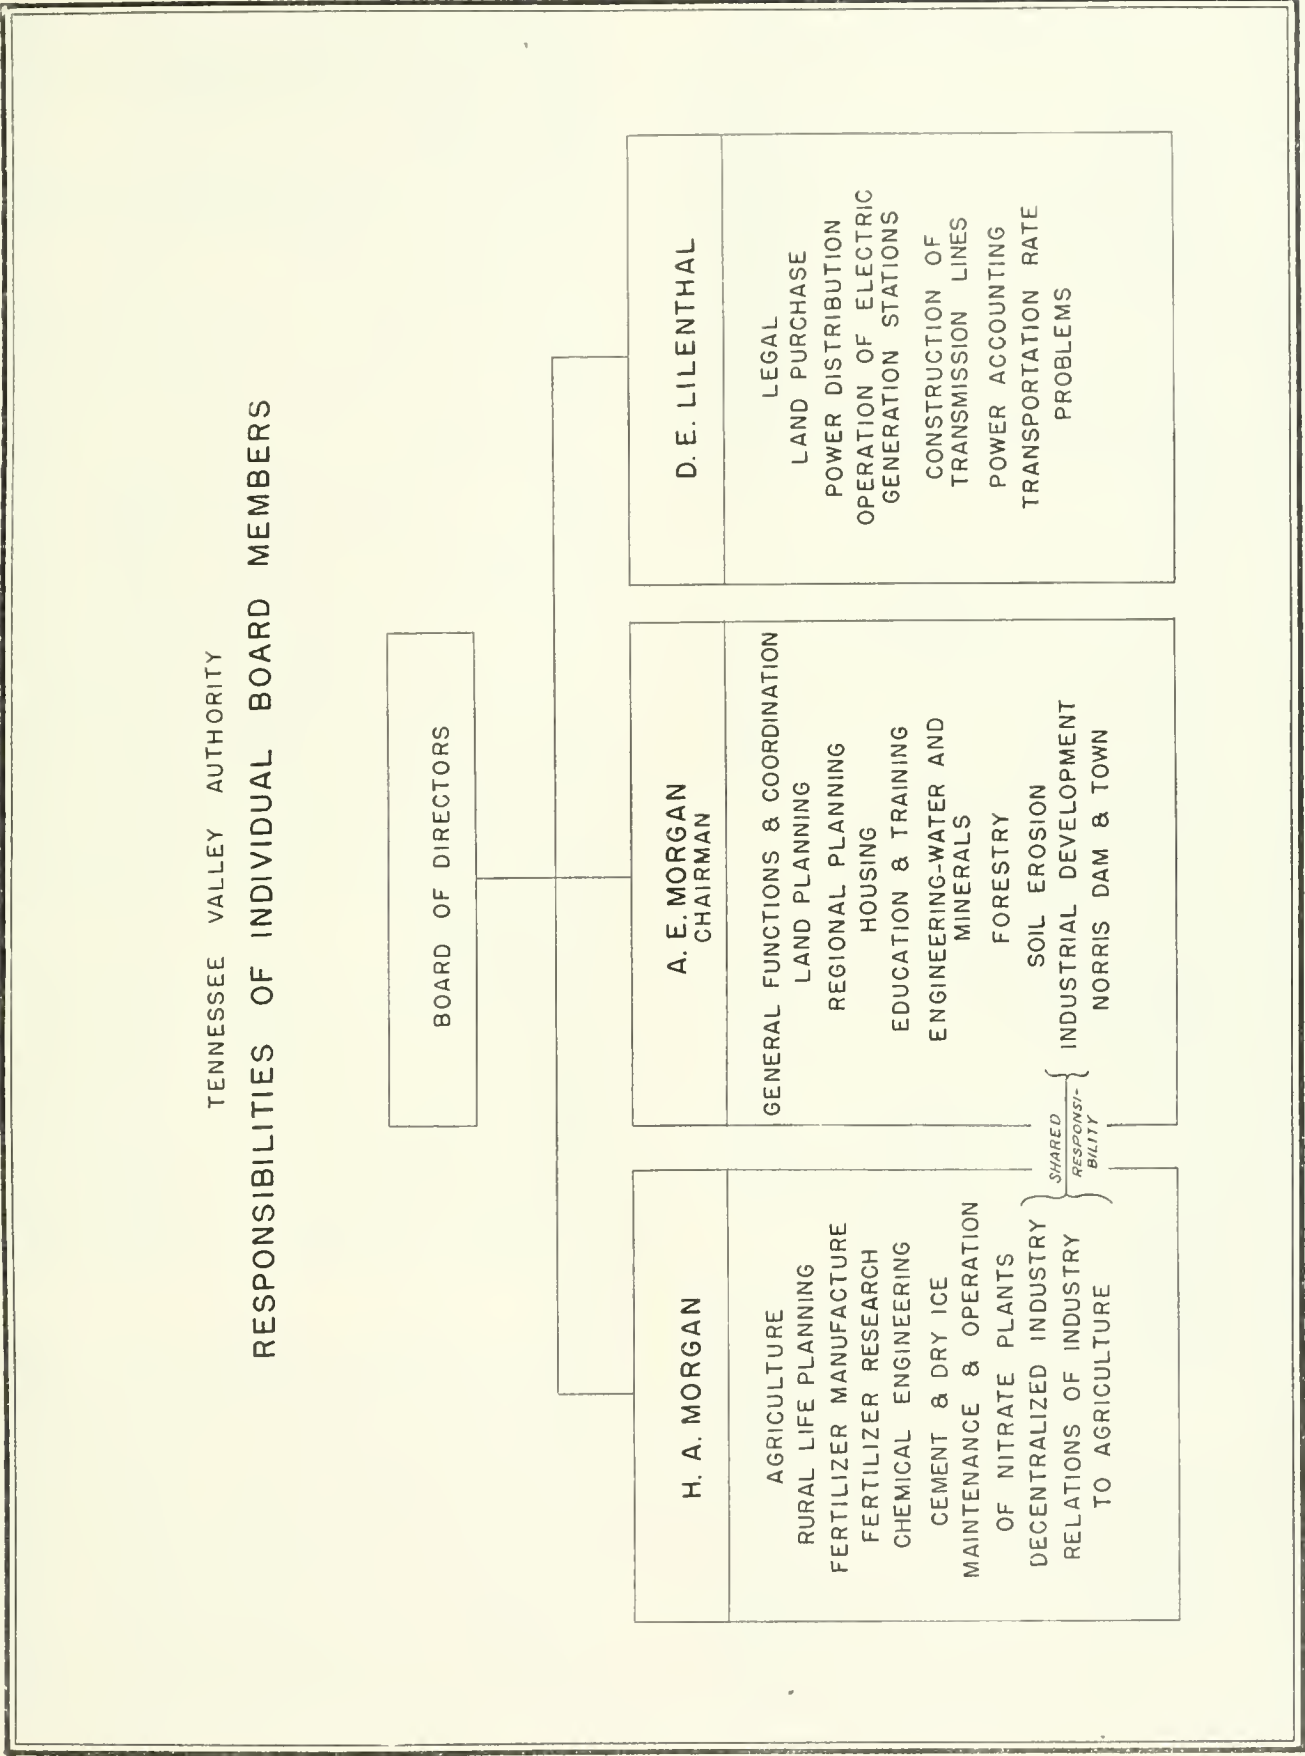 TENNESSEE VALLEY AUTHORITY
RESPONSIBILITIES OF INDIVIDUAL BOARD MEMBERS
BOARD OF DIRECTORS
H. A. MORGAN
AGRICULTURE
RURAL LIFE PLANNING
FERTILIZER MANUFACTURE
FERTILIZER RESEARCH
CHEMICAL ENGINEERING
CEMENT & DRY ICE
MAINTENANCE & OPERATION
OF NITRATE PLANTS
DECENTRALIZED INDUSTRY
RELATIONS OF INDUSTRY
TO AGRICULTURE
SHARED
RESPONSI-
BILITY
A. E. MORGAN
CHAIRMAN
GENERAL FUNCTIONS & COORDINATION
LAND PLANNING
REGIONAL PLANNING
HOUSING
EDUCATION & TRAINING
ENGINEERING-WATER AND
MINERALS
FORESTRY
SOIL EROSION
INDUSTRIAL DEVELOPMENT
NORRIS DAM & TOWN
D. E. LILENTHAL
LEGAL
LAND PURCHASE
POWER DISTRIBUTION
OPERATION OF ELECTRIC
GENERATION STATIONS
CONSTRUCTION OF
TRANSMISSION LINES
POWER ACCOUNTING
TRANSPORTATION RATE
PROBLEMS